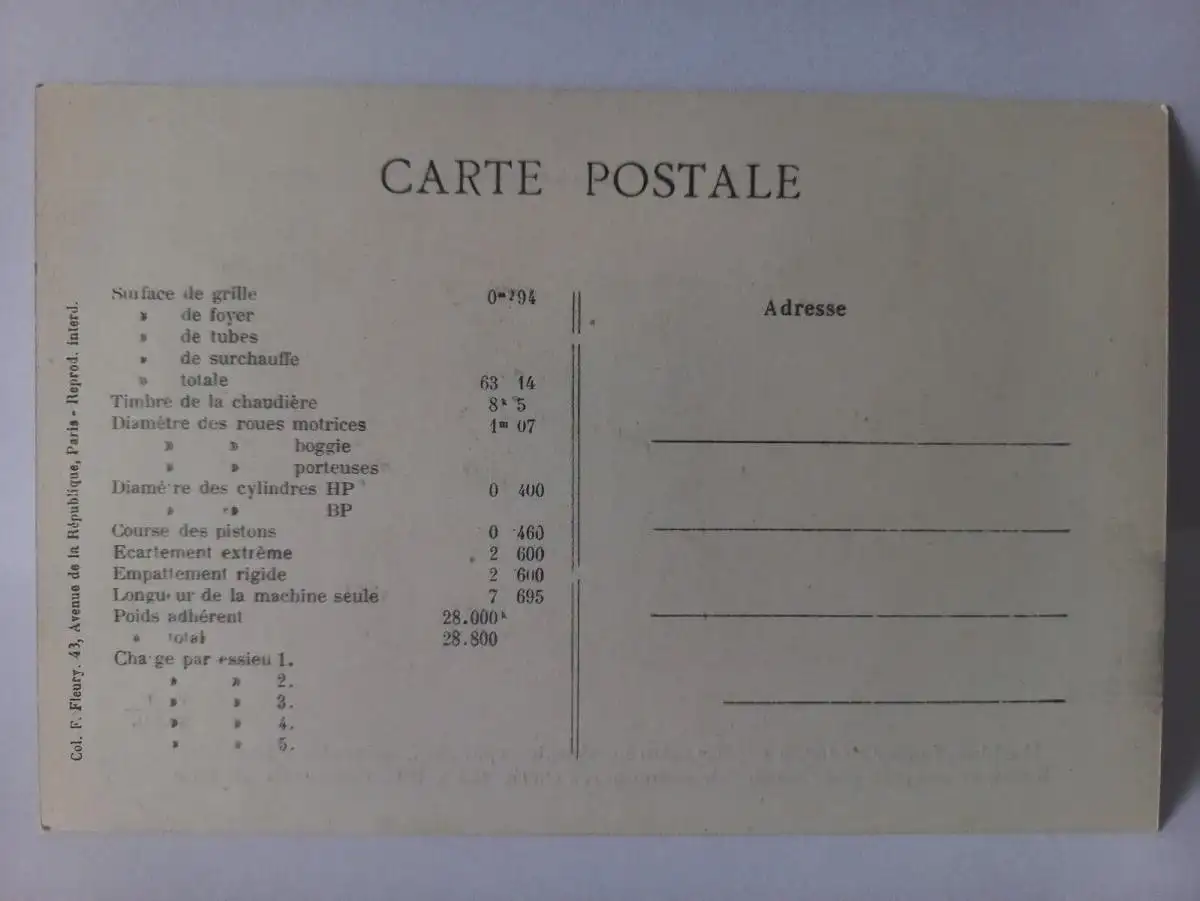 CARTE POSTALE
Surface de grille 0ᵐ²94
» de foyer
» de tubes
» de surchauffe
» totale 63 14
Timbre de la chaudière 8ᵏ 5
Diamètre des roues motrices 1ᵐ 07
» » boggie
» » porteuses
Diamètre des cylindres HP 0 400
» » BP
Course des pistons 0 460
Ecartement extrême 2 600
Empattement rigide 2 600
Longueur de la machine seule 7 695
Poids adhérent 28.000ᵏ
» total 28.800
Charge par essieu 1.
» » 2.
» » 3.
» » 4.
» » 5.
Adresse
Col. F. Fleury. 43, Avenue de la République, Paris - Reprod. interd.